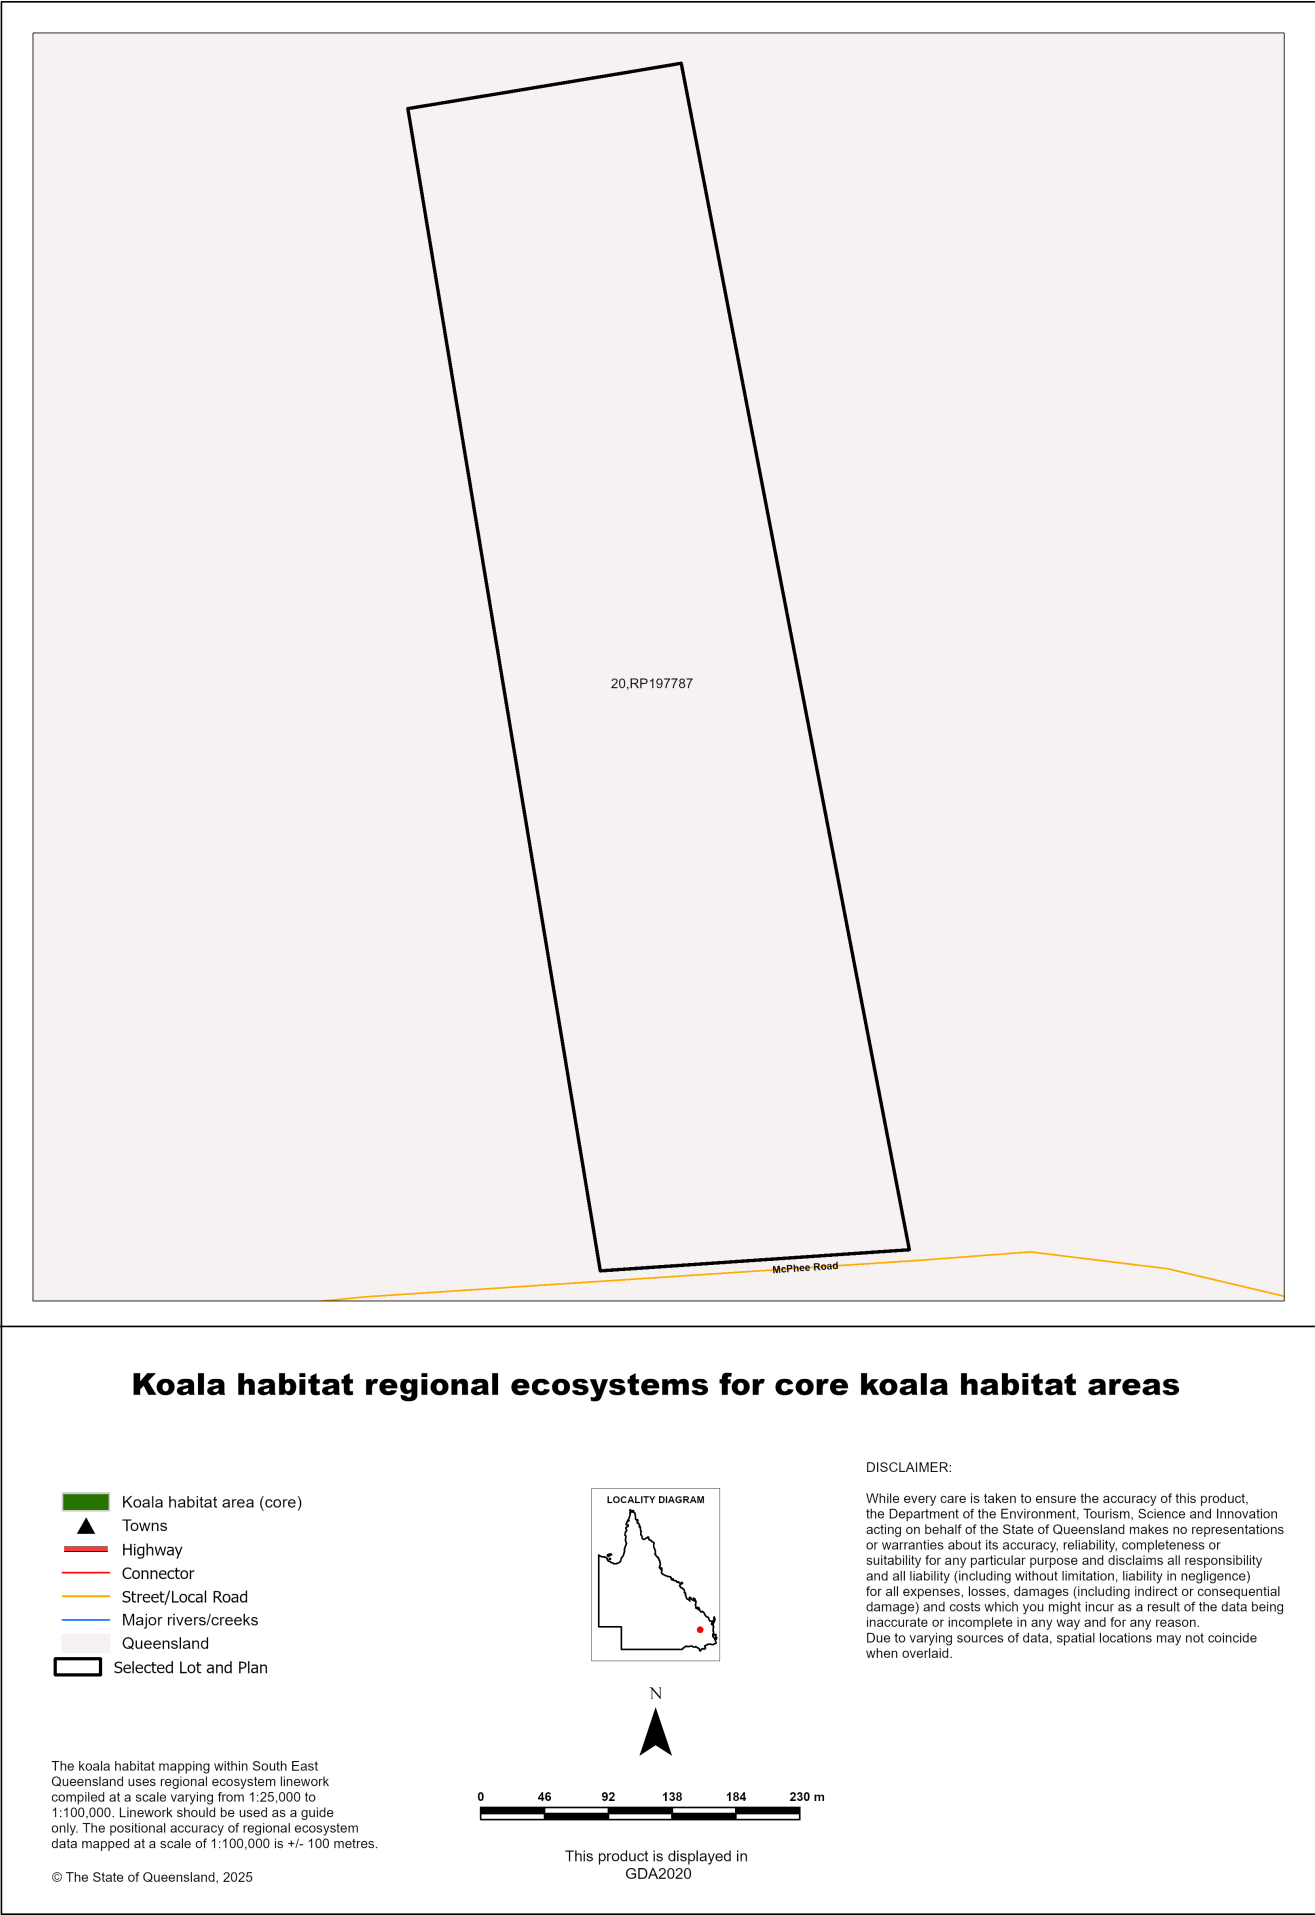 20,RP197787
McPhee Road
Koala habitat regional ecosystems for core koala habitat areas
Koala habitat area (core)
Towns
Highway
Connector
Street/Local Road
Major rivers/creeks
Queensland
Selected Lot and Plan
The koala habitat mapping within South East
Queensland uses regional ecosystem linework
compiled at a scale varying from 1:25,000 to
1:100,000. Linework should be used as a guide
only. The positional accuracy of regional ecosystem
data mapped at a scale of 1:100,000 is +/- 100 metres.
© The State of Queensland, 2025
LOCALITY DIAGRAM
N
0 46 92 138 184 230 m
This product is displayed in
GDA2020
DISCLAIMER:
While every care is taken to ensure the accuracy of this product,
the Department of the Environment, Tourism, Science and Innovation
acting on behalf of the State of Queensland makes no representations
or warranties about its accuracy, reliability, completeness or
suitability for any particular purpose and disclaims all responsibility
and all liability (including without limitation, liability in negligence)
for all expenses, losses, damages (including indirect or consequential
damage) and costs which you might incur as a result of the data being
inaccurate or incomplete in any way and for any reason.
Due to varying sources of data, spatial locations may not coincide
when overlaid.